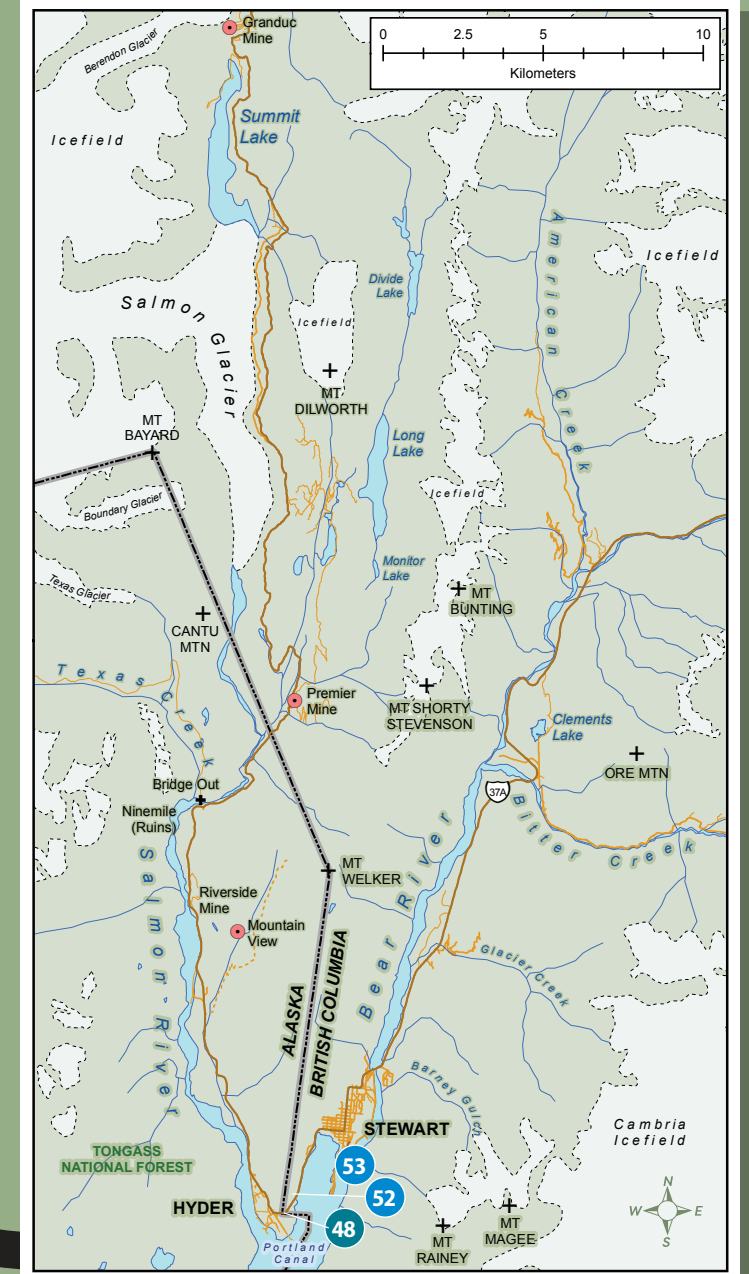 Granduc
Mine
0 2.5 5 10
Kilometers
Berendon Glacier
Icefield
Summit
Lake
American Creek
Icefield
Divide
Lake
Salmon Glacier
Icefield
MT
DILWORTH
MT
BAYARD
Long
Lake
Boundary Glacier
Icefield
Monitor
Lake
Texas Glacier
MT
BUNTING
CANTU
MTN
Texas Creek
Premier
Mine
MT SHORTY
STEVENSON
Clements
Lake
ORE MTN
Bridge Out
37A
Ninemile
(Ruins)
Bitter Creek
Salmon River
MT
WELKER
Bear River
Riverside
Mine
Mountain
View
ALASKA
BRITISH COLUMBIA
Glacier Creek
Barney Gulch
STEWART
Cambria
Icefield
TONGASS
NATIONAL FOREST
53
52
HYDER
48
Portland
Canal
MT
RAINEY
MT
MAGEE
N
W E
S